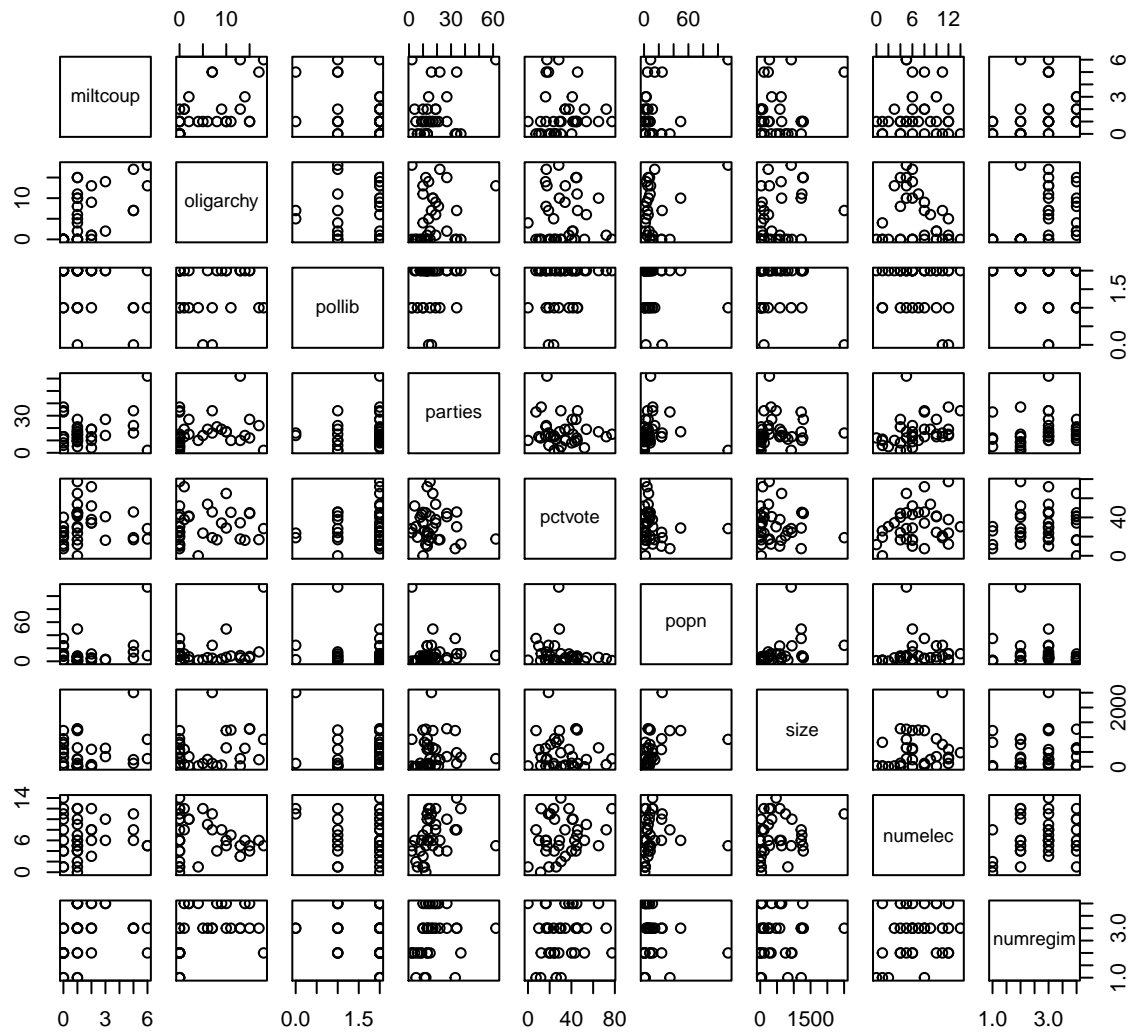 0 10 0 30 60 0 60 0 6 12
miltcoup 0 2 4 6
0 10 oligarchy
pollib 0.0 1.5
0 30 parties
pctvote 0 40
0 60 popn
size 0 2000
0 6 14 numelec
numregim 1.0 3.0
0 3 6 0.0 1.5 0 40 80 0 1500 1.0 3.0